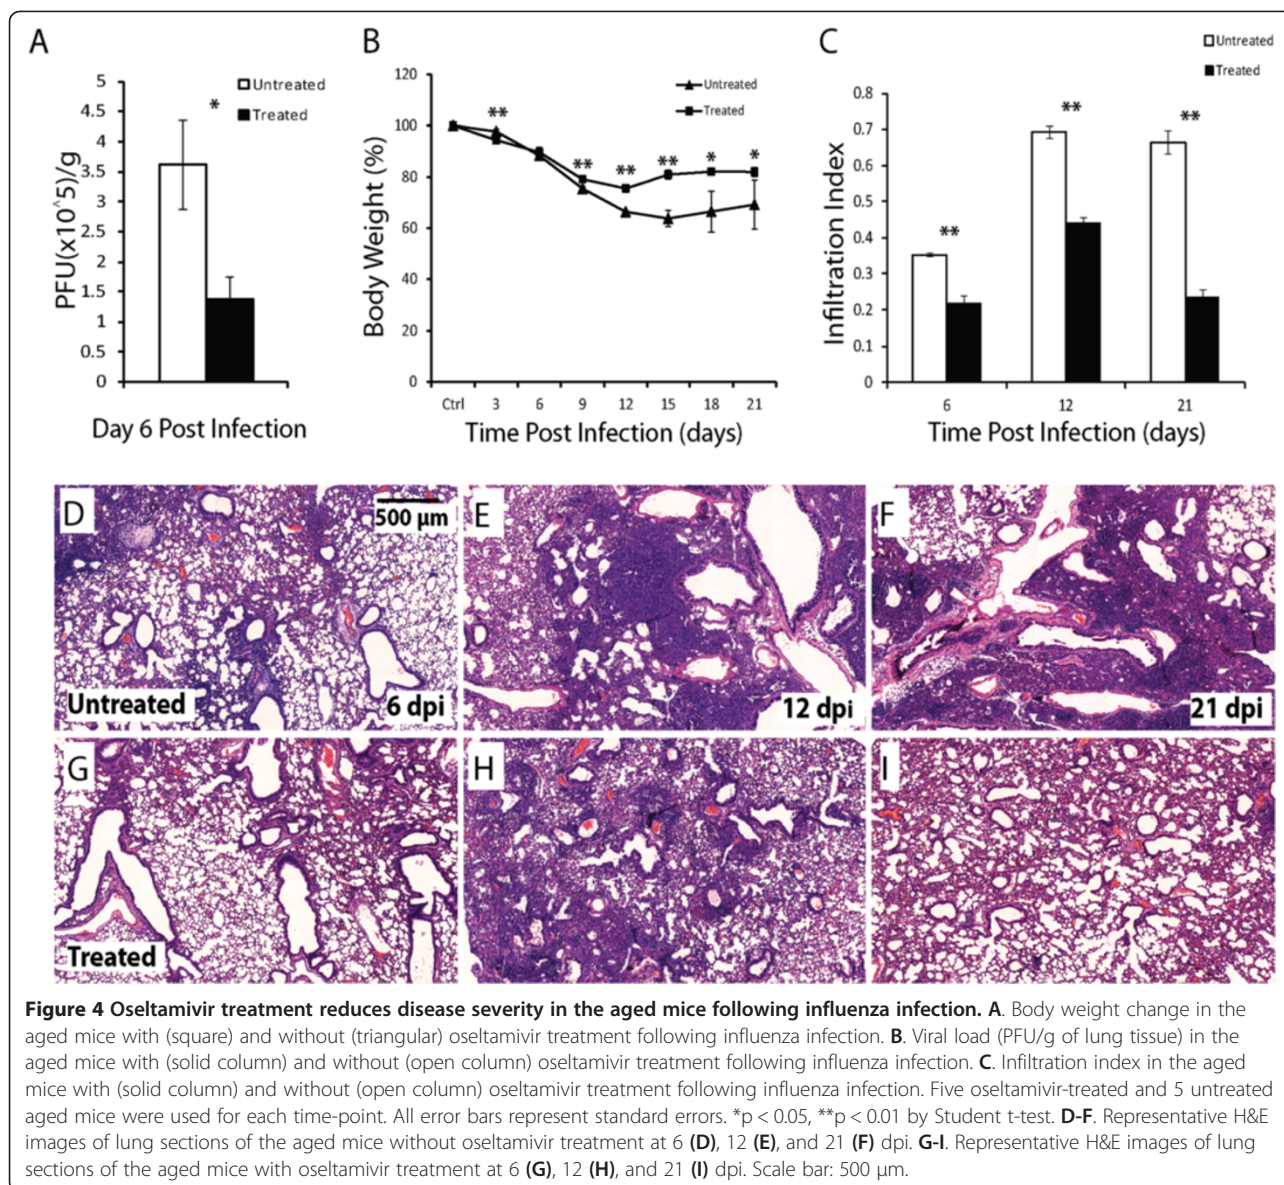 A
Untreated
Treated
*
PFU(x10^5)/g
5
4.5
4
3.5
3
2.5
2
1.5
1
0.5
0
Day 6 Post Infection
B
Untreated
Treated
Body Weight (%)
120
100
80
60
40
20
0
** ** ** ** * *
Ctrl 3 6 9 12 15 18 21
Time Post Infection (days)
C
Untreated
Treated
Infiltration Index
0.8
0.7
0.6
0.5
0.4
0.3
0.2
0.1
0
** ** **
6 12 21
Time Post Infection (days)
D
500 µm
Untreated
6 dpi
E
12 dpi
F
21 dpi
G
Treated
H
I
Figure 4 Oseltamivir treatment reduces disease severity in the aged mice following influenza infection. A. Body weight change in the
aged mice with (square) and without (triangular) oseltamivir treatment following influenza infection. B. Viral load (PFU/g of lung tissue) in the
aged mice with (solid column) and without (open column) oseltamivir treatment following influenza infection. C. Infiltration index in the aged
mice with (solid column) and without (open column) oseltamivir treatment following influenza infection. Five oseltamivir-treated and 5 untreated
aged mice were used for each time-point. All error bars represent standard errors. *p < 0.05, **p < 0.01 by Student t-test. D-F. Representative H&E
images of lung sections of the aged mice without oseltamivir treatment at 6 (D), 12 (E), and 21 (F) dpi. G-I. Representative H&E images of lung
sections of the aged mice with oseltamivir treatment at 6 (G), 12 (H), and 21 (I) dpi. Scale bar: 500 µm.